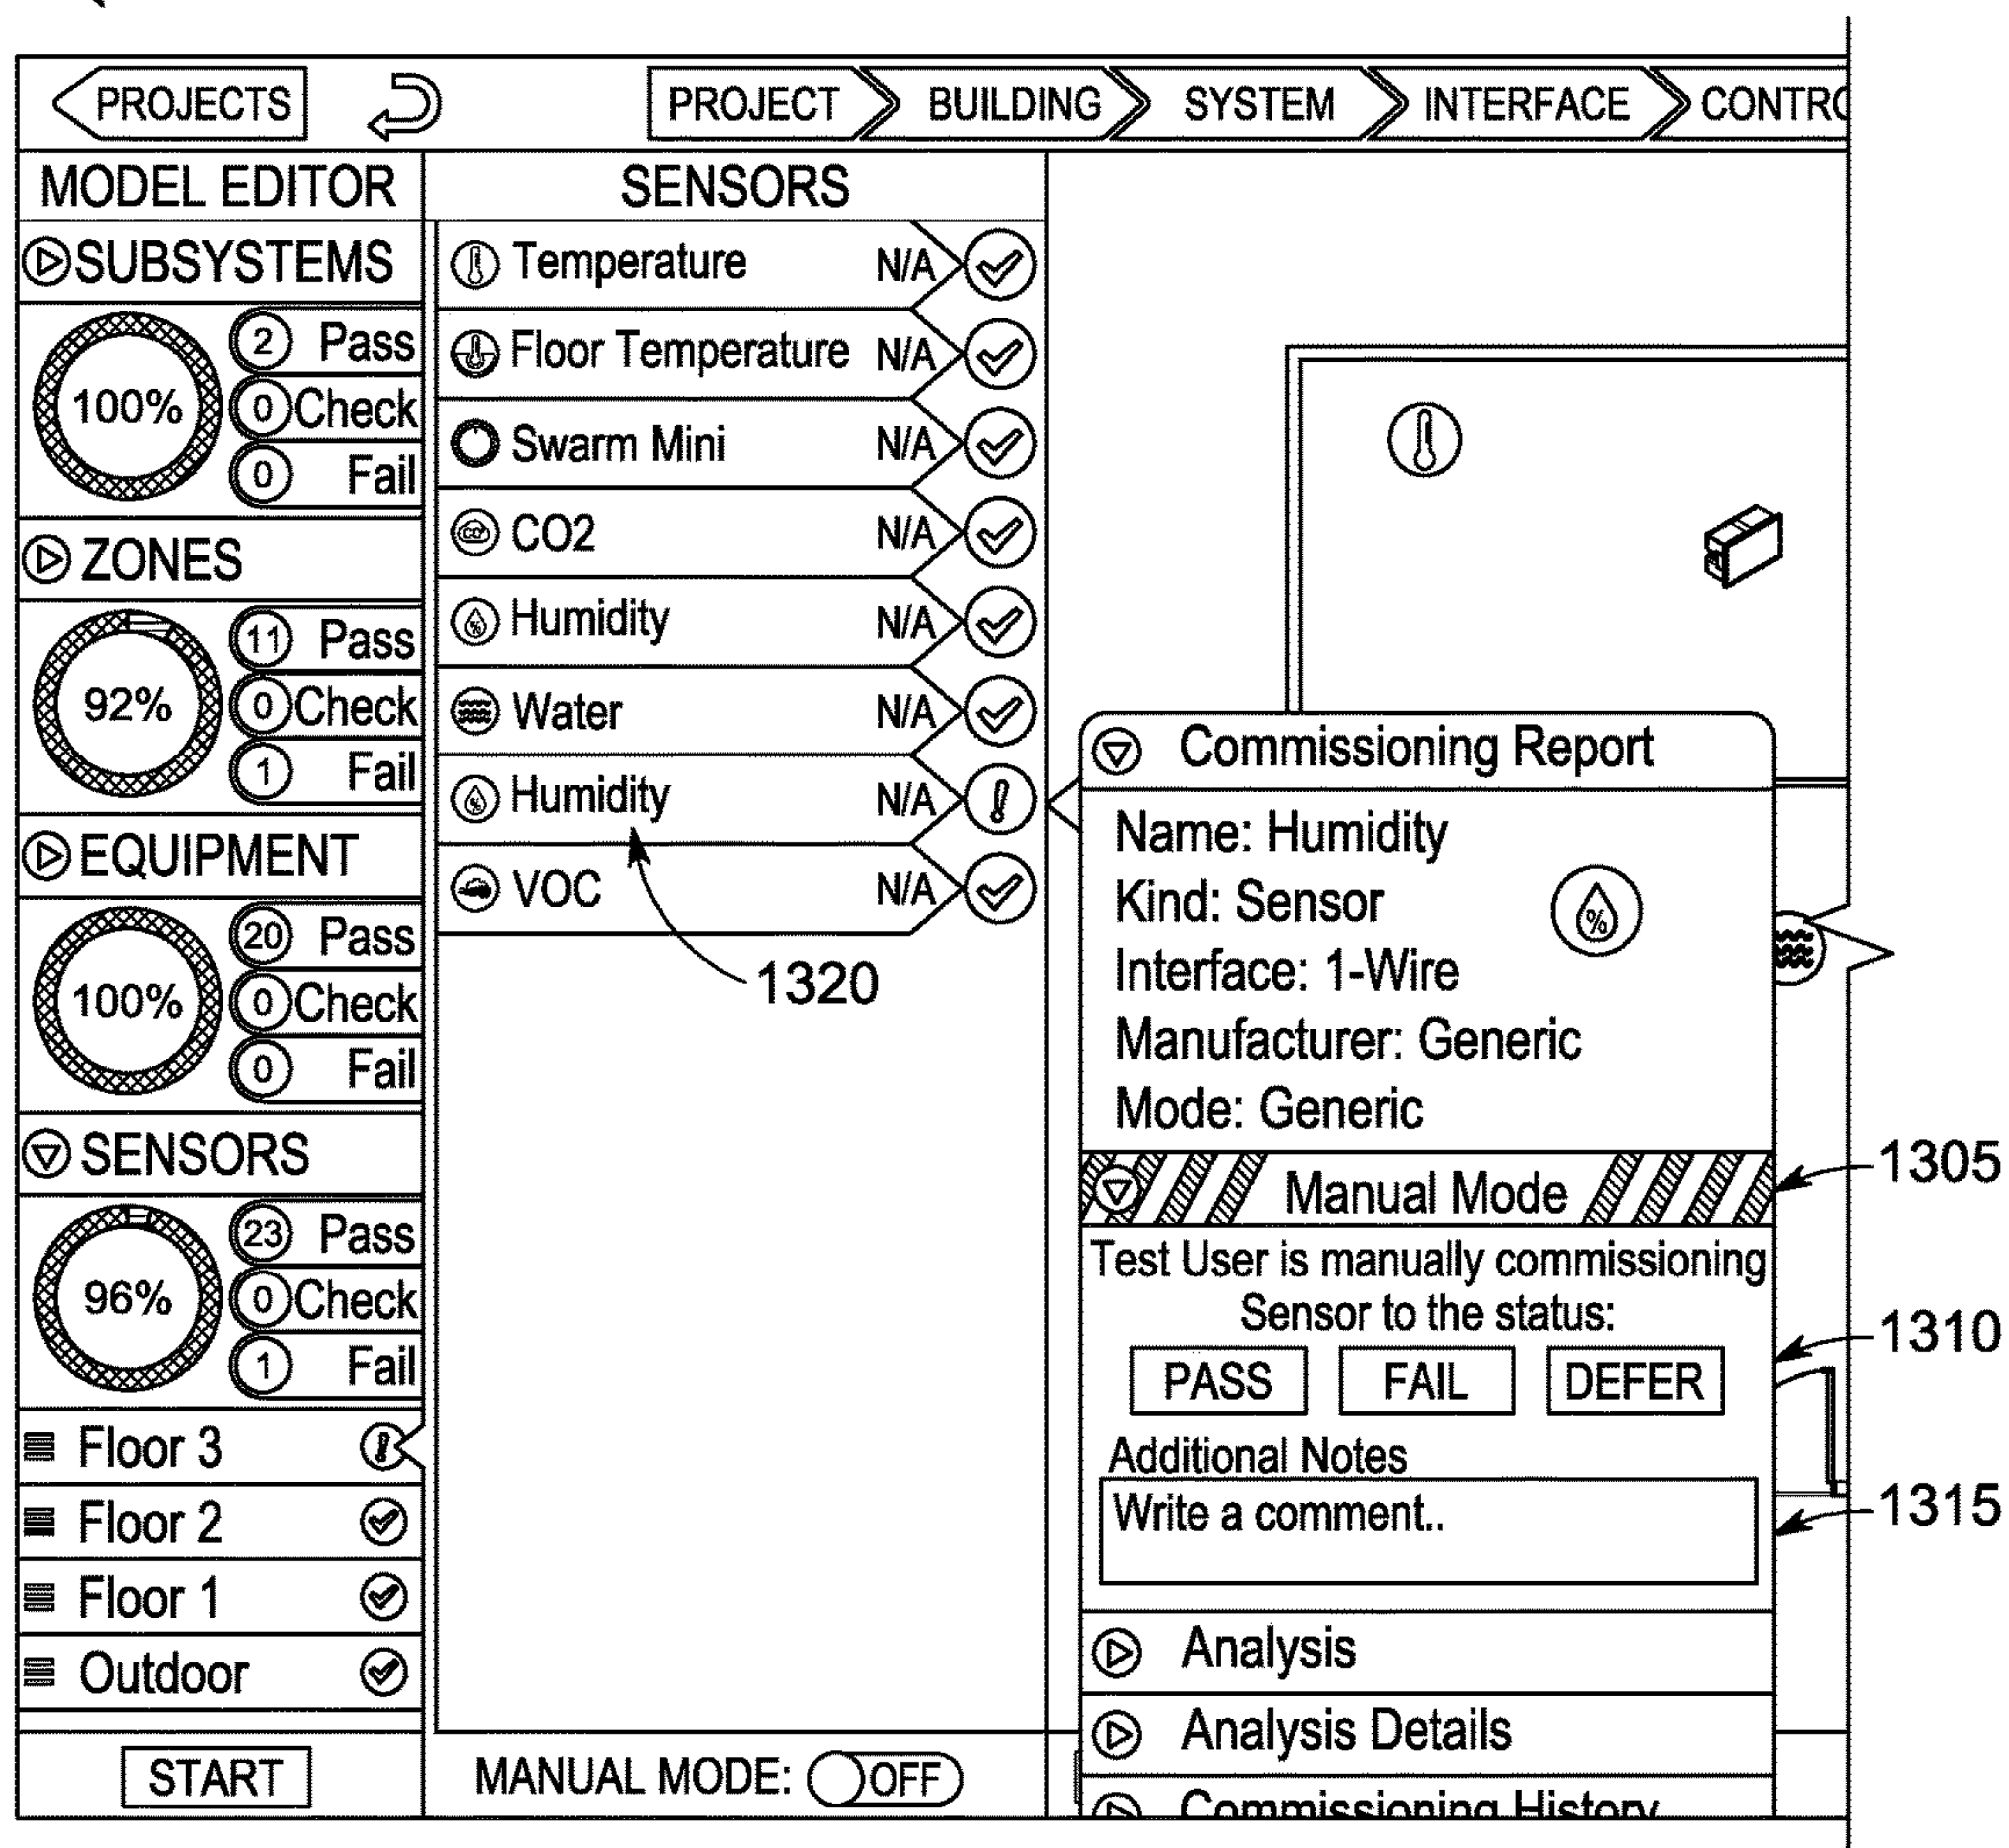 PROJECTS
PROJECT BUILDING SYSTEM INTERFACE CONTRO
MODEL EDITOR
SUBSYSTEMS
100%
2 Pass
0 Check
0 Fail
ZONES
92%
11 Pass
0 Check
1 Fail
EQUIPMENT
100%
20 Pass
0 Check
0 Fail
SENSORS
96%
23 Pass
0 Check
1 Fail
Floor 3
Floor 2
Floor 1
Outdoor
START
SENSORS
Temperature N/A
Floor Temperature N/A
Swarm Mini N/A
CO2 N/A
Humidity N/A
Water N/A
Humidity N/A
VOC N/A
1320
MANUAL MODE: OFF
Commissioning Report
Name: Humidity
Kind: Sensor
%
Interface: 1-Wire
Manufacturer: Generic
Mode: Generic
Manual Mode
1305
Test User is manually commissioning
Sensor to the status:
PASS FAIL DEFER
1310
Additional Notes
Write a comment..
1315
Analysis
Analysis Details
Commissioning History